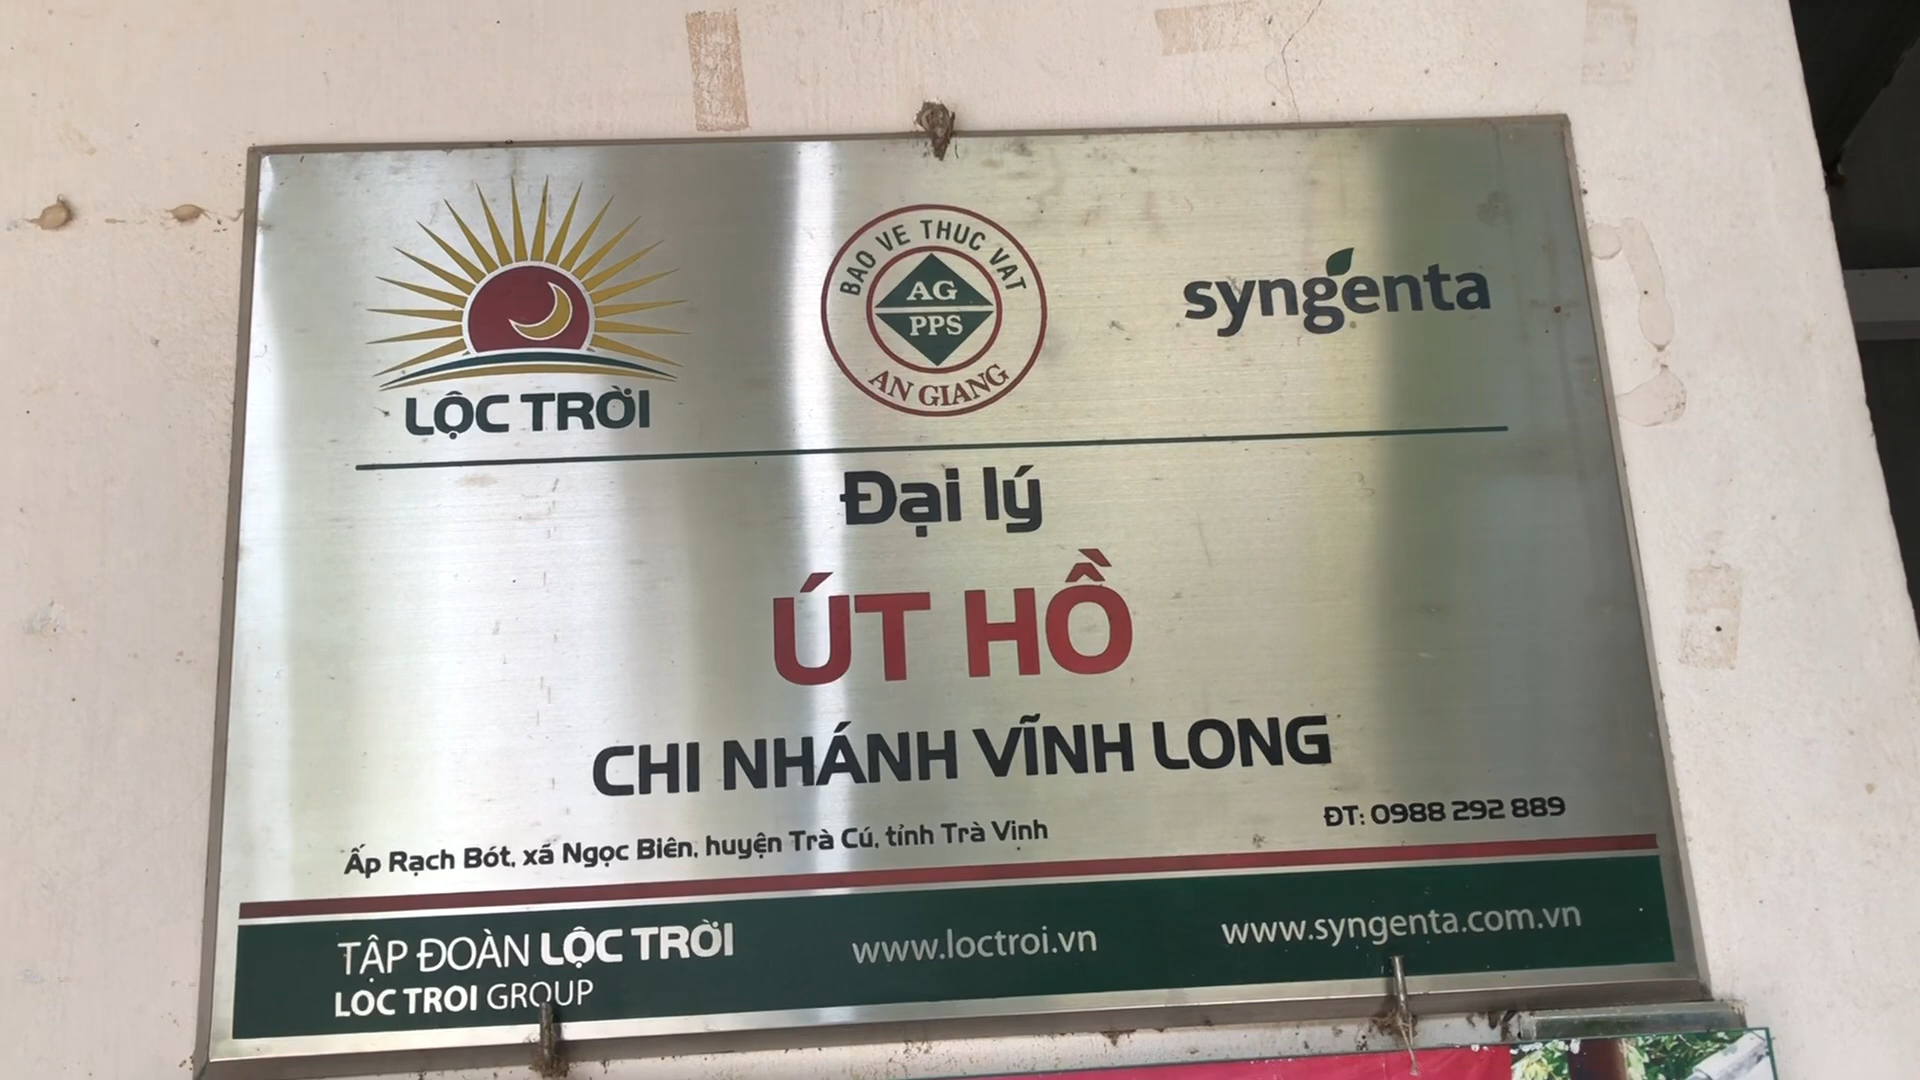 LỘC TRỜI
BAO VE THUC VAT
AG
PPS
AN GIANG
syngenta
Đại lý
ÚT HỒ
CHI NHÁNH VĨNH LONG
ĐT: 0988 292 889
Ấp Rạch Bót, xã Ngọc Biên, huyện Trà Cú, tỉnh Trà Vinh
TẬP ĐOÀN LỘC TRỜI
LOC TROI GROUP
www.loctroi.vn
www.syngenta.com.vn